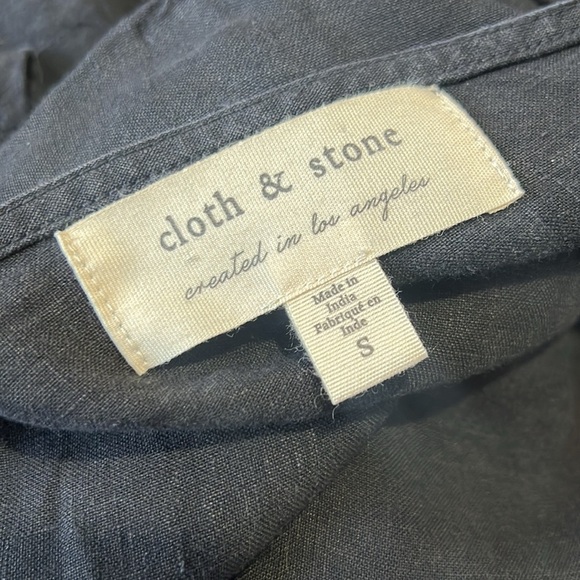 cloth & stone
created in los angeles
Made in
India
Fabriqué en
Inde
S